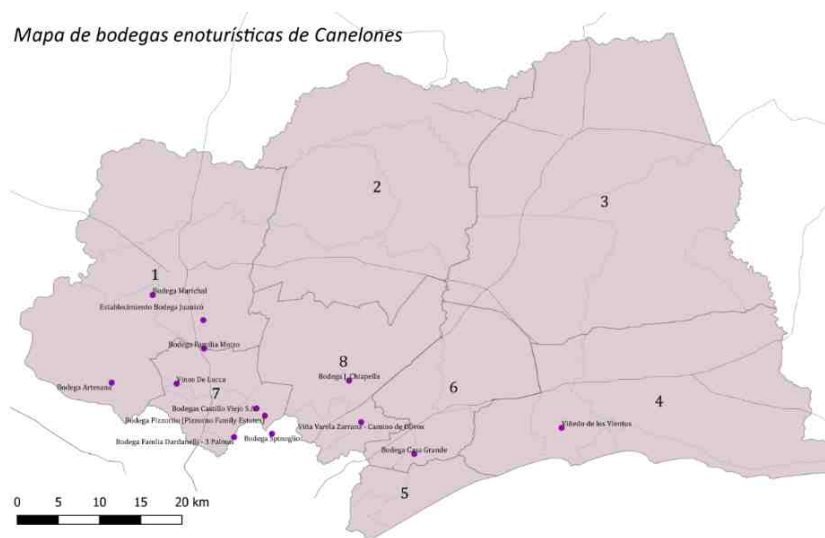 Mapa de bodegas enoturísticas de Canelones
2
3
1
Bodega Marichal
Establecimiento Bodega Juanicó
Bodega Familia Moizo
8
Bodega J. Chiapella
6
4
Bodega Artesana
Vinos De Lucca
7
Bodegas Castillo Viejo S.A
Bodega Pizzorno (Pizzorno Family Estates)
Viña Varela Zarranz - Camino de
Viñedo de los Vientos
Bodega Familia Dardanelli - 3 Palmas
Bodega Spinoglio
Bodega Casa Grande
5
0 5 10 15 20 km